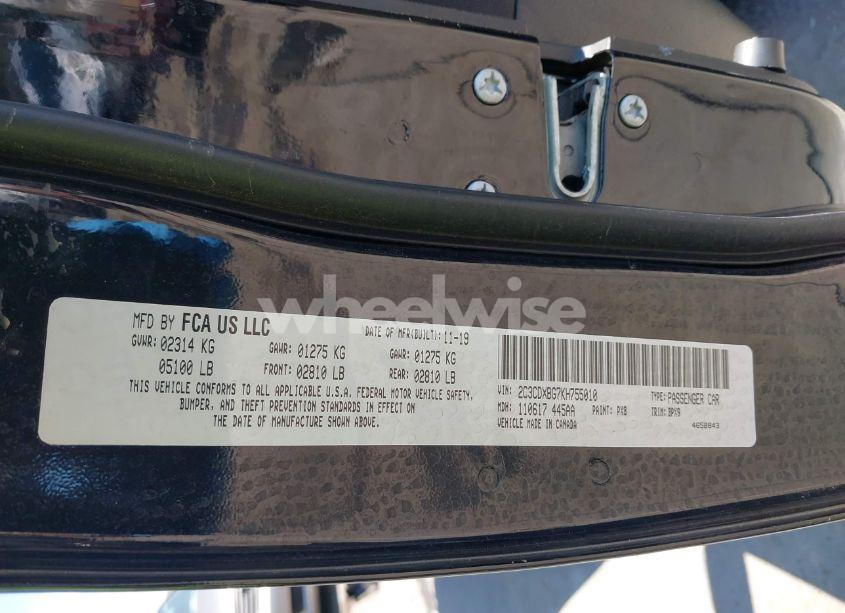 wheelwise
MFD BY FCA US LLC DATE OF MFR(BUILT): 11-19
GVWR: 02314 KG GAWR: 01275 KG GAWR: 01275 KG
05100 LB FRONT: 02810 LB REAR: 02810 LB
THIS VEHICLE CONFORMS TO ALL APPLICABLE U.S.A. FEDERAL MOTOR VEHICLE SAFETY,
BUMPER, AND THEFT PREVENTION STANDARDS IN EFFECT ON
THE DATE OF MANUFACTURE SHOWN ABOVE.
VIN: 2C3CDXBG7KH755010 TYPE: PASSENGER CAR
MDH: 110617 445AA PAINT: PX8 TRIM: BPX9
VEHICLE MADE IN CANADA 4658843